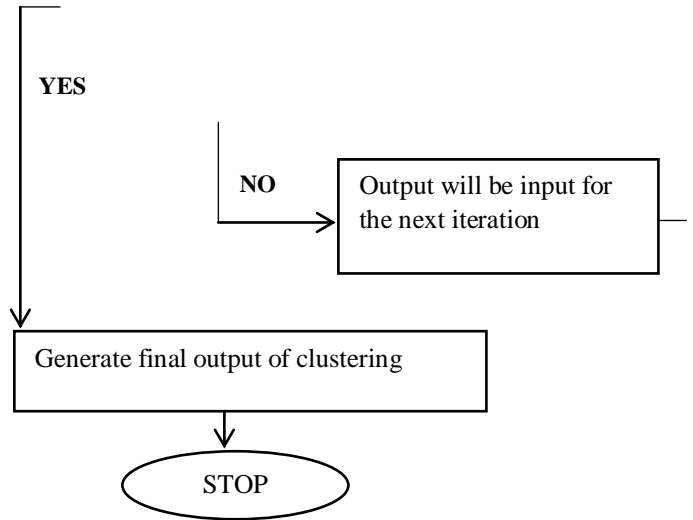 YES
NO
Output will be input for
the next iteration
Generate final output of clustering
STOP